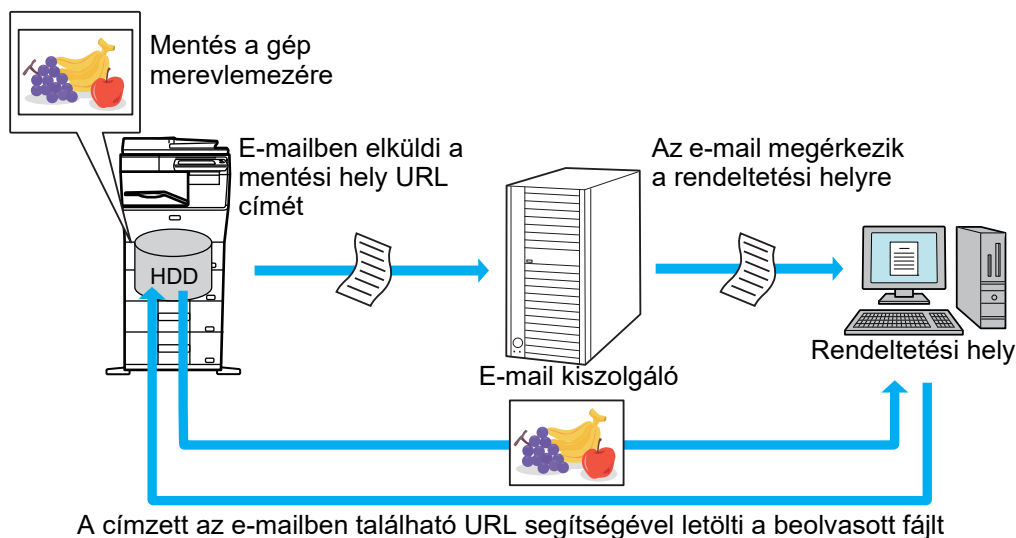 Mentés a gép
merevlemezére
E-mailben elküldi a
mentési hely URL
címét
Az e-mail megérkezik
a rendeltetési helyre
HDD
E-mail kiszolgáló
Rendeltetési hely
A címzett az e-mailben található URL segítségével letölti a beolvasott fájlt